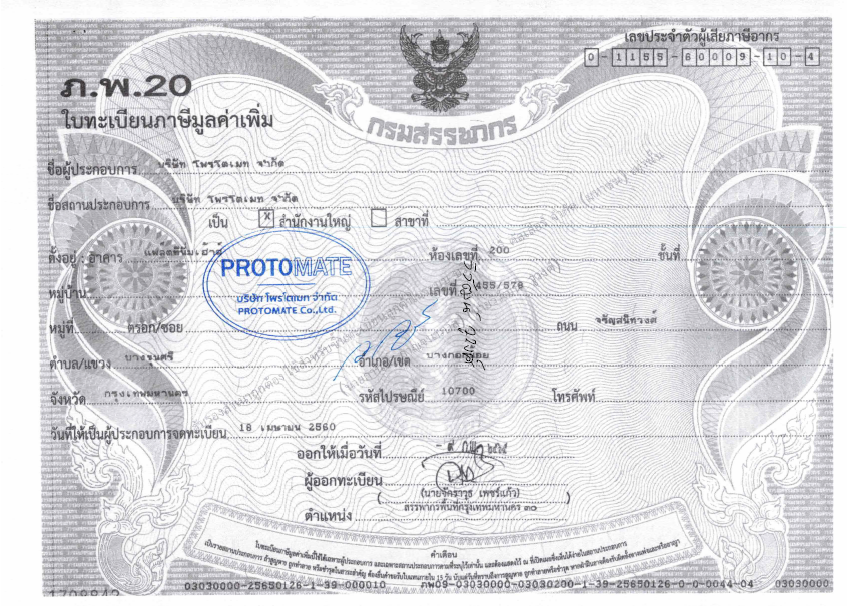 เลขประจำตัวผู้เสียภาษีอากร
0-1155-60009-10-4
ภ.พ.20
ใบทะเบียนภาษีมูลค่าเพิ่ม
กรมสรรพากร
ชื่อผู้ประกอบการ บริษัท โพรโตเมท จำกัด
ชื่อสถานประกอบการ บริษัท โพรโตเมท จำกัด
เป็น X สำนักงานใหญ่ สาขาที่
ตั้งอยู่ : อาคาร แฟลตตินั่ม เฮ้าส์ ห้องเลขที่ 200 ชั้นที่
PROTOMATE
บริษัท โพรโตเมท จำกัด
PROTOMATE Co.,Ltd.
หมู่บ้าน เลขที่ 455/578
หมู่ที่ ตรอก/ซอย ถนน จรัญสนิทวงศ์
ตำบล/แขวง บางขุนศรี อำเภอ/เขต บางกอกน้อย
จังหวัด กรุงเทพมหานคร รหัสไปรษณีย์ 10700 โทรศัพท์
วันที่ให้เป็นผู้ประกอบการจดทะเบียน 18 เมษายน 2560
ออกให้เมื่อวันที่
ผู้ออกทะเบียน
(นายจักราวุธ เพชร์แก้ว)
ตำแหน่ง สรรพากรพื้นที่กรุงเทพมหานคร ๓๐
คำเตือน
03030000-25650126-1-39-000010 ภพ09-03030000-03030200-1-39-25650126-0-0-0044-04 03030000